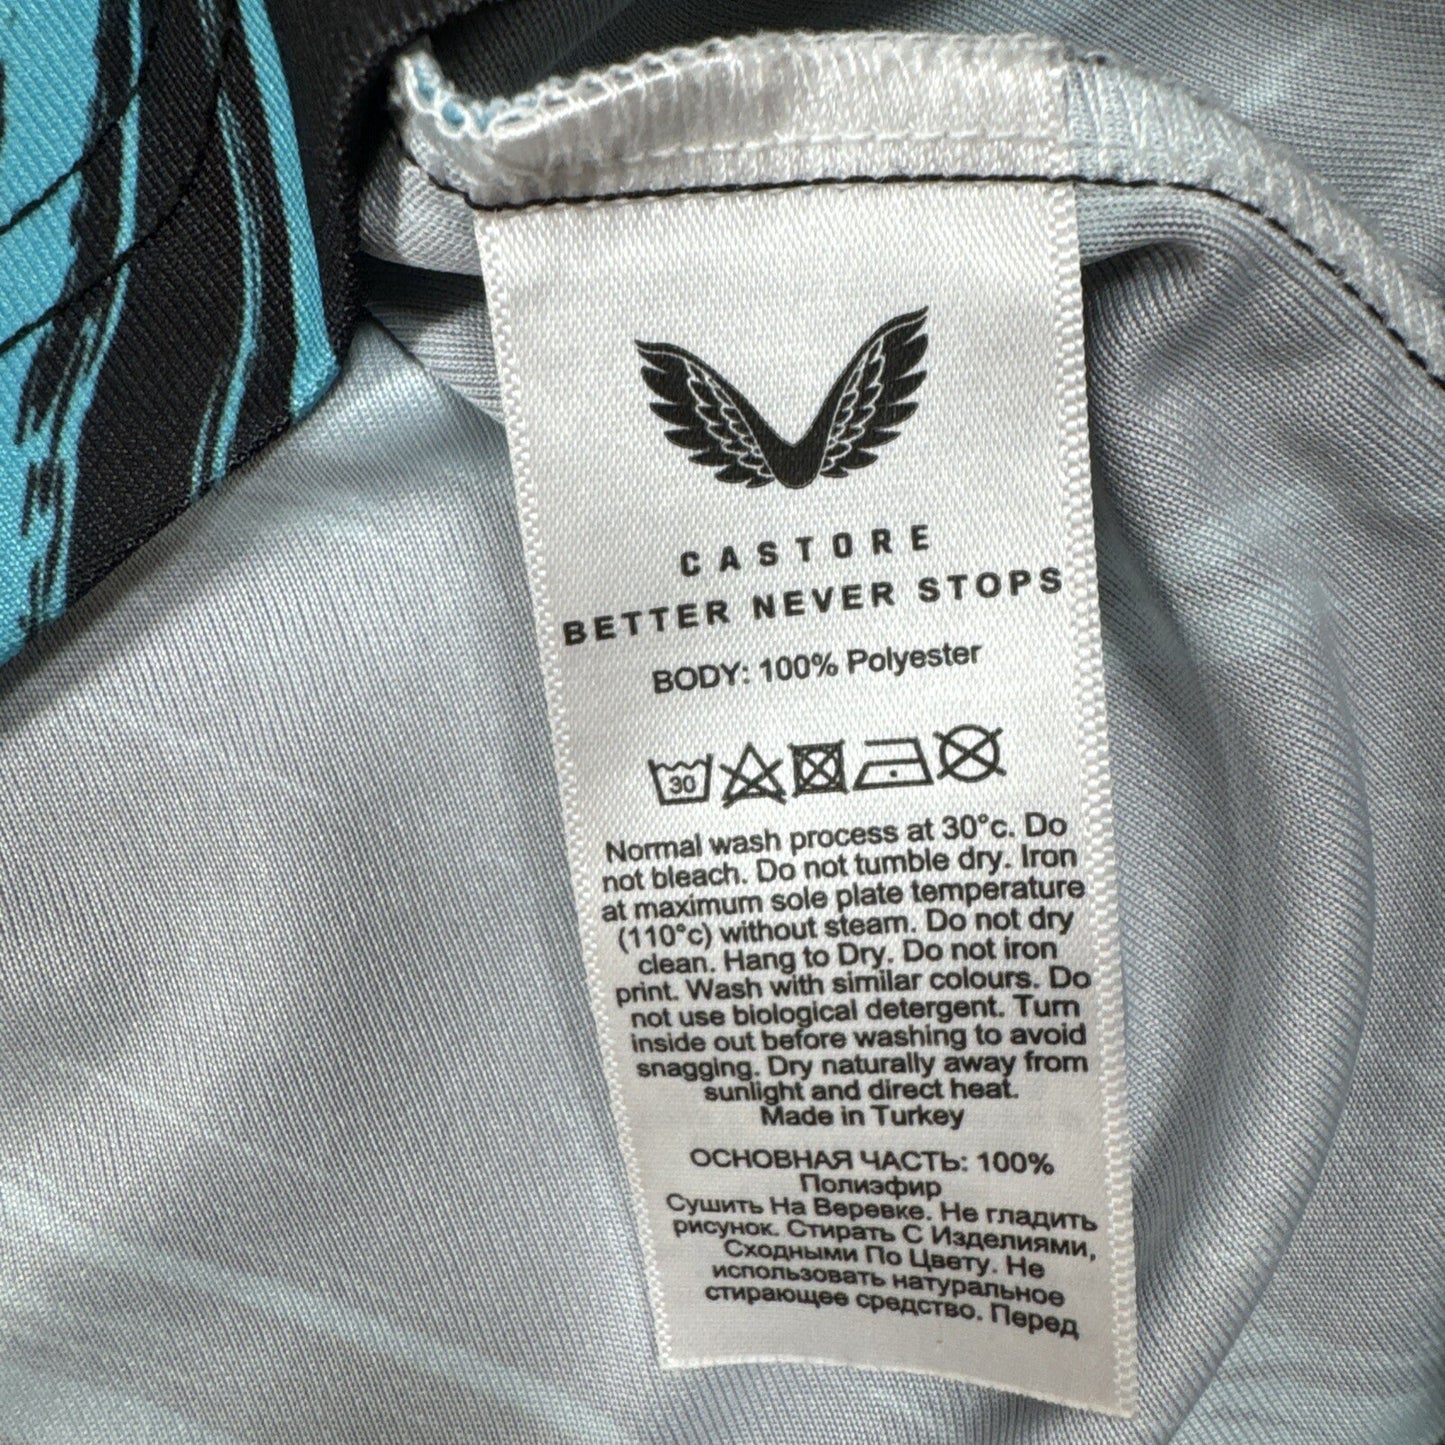 CASTORE
BETTER NEVER STOPS
BODY: 100% Polyester
30
Normal wash process at 30°c. Do
not bleach. Do not tumble dry. Iron
at maximum sole plate temperature
(110°c) without steam. Do not dry
clean. Hang to Dry. Do not iron
print. Wash with similar colours. Do
not use biological detergent. Turn
inside out before washing to avoid
snagging. Dry naturally away from
sunlight and direct heat.
Made in Turkey
ОСНОВНАЯ ЧАСТЬ: 100%
Полиэфир
Сушить На Веревке. Не гладить
рисунок. Стирать С Изделиями,
Сходными По Цвету. Не
использовать натуральное
стирающее средство. Перед